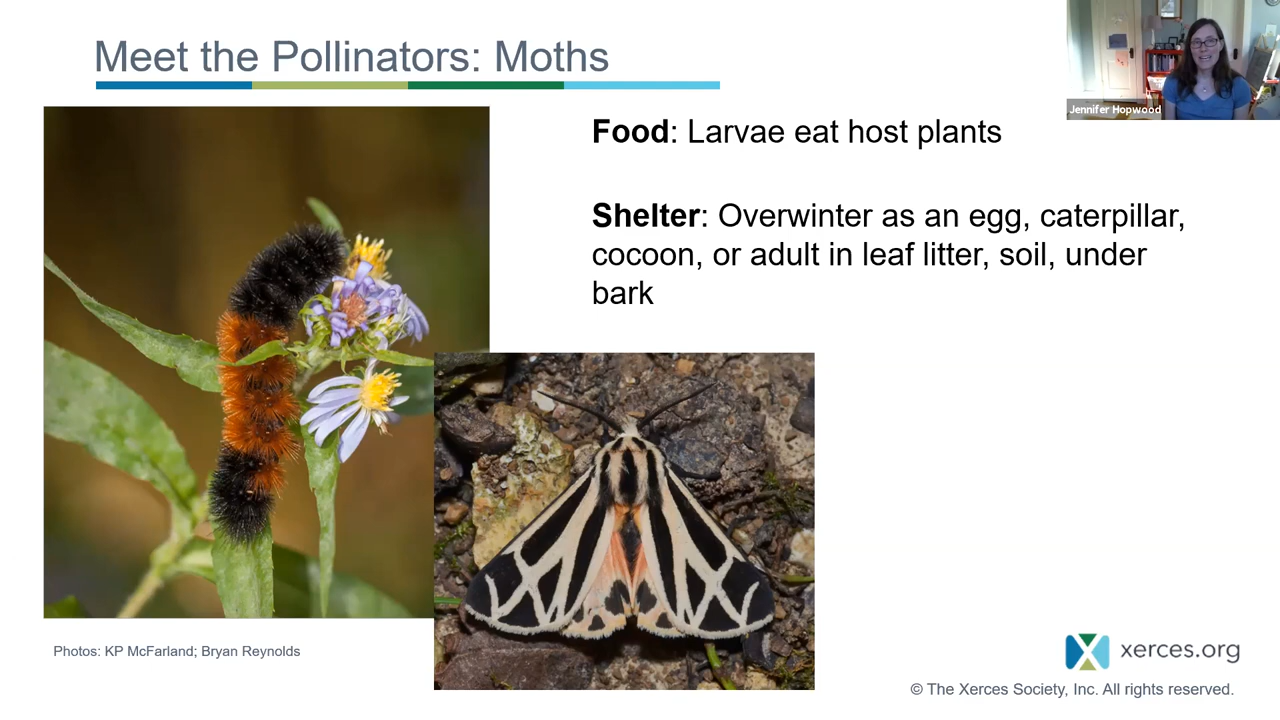 Meet the Pollinators: Moths
Jennifer Hopwood
Food: Larvae eat host plants
Shelter: Overwinter as an egg, caterpillar,
cocoon, or adult in leaf litter, soil, under
bark
Photos: KP McFarland; Bryan Reynolds
xerces.org
© The Xerces Society, Inc. All rights reserved.